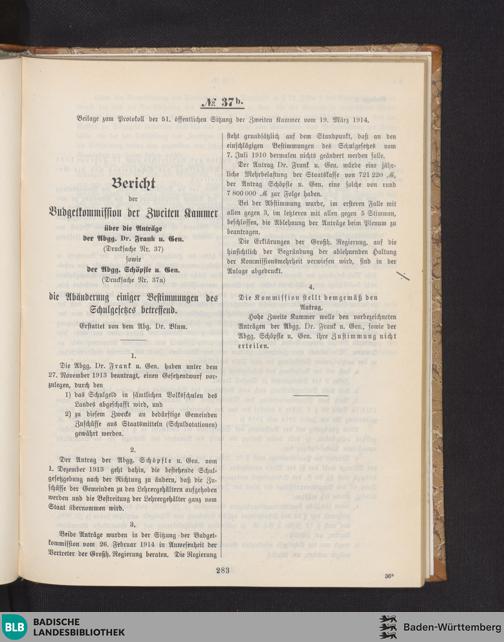 № 37b.
Beilage zum Protokoll der 51. öffentlichen Sitzung der Zweiten Kammer vom 19. März 1914.
Bericht
der
Budgetkommission der Zweiten Kammer
über die Anträge
der Abgg. Dr. Frank u. Gen.
(Drucksache Nr. 37)
sowie
der Abgg. Schöpfle u. Gen.
(Drucksache Nr. 37a)
die Abänderung einiger Bestimmungen des
Schulgesetzes betreffend.
Erstattet von dem Abg. Dr. Blum.
1.
Die Abgg. Dr. Frank u. Gen. haben unter dem
27. November 1913 beantragt, einen Gesetzentwurf vor-
zulegen, durch den
1) das Schulgeld in sämtlichen Volksschulen des
Landes abgeschafft wird, und
2) zu diesem Zwecke an bedürftige Gemeinden
Zuschüsse aus Staatsmitteln (Schuldotationen)
gewährt werden.
2.
Der Antrag der Abgg. Schöpfle u. Gen. vom
1. Dezember 1913 geht dahin, die bestehende Schul-
gesetzgebung nach der Richtung zu ändern, daß die Zu-
schüsse der Gemeinden zu den Lehrergehältern aufgehoben
werden und die Bestreitung der Lehrergehälter ganz vom
Staat übernommen wird.
3.
Beide Anträge wurden in der Sitzung der Budget-
kommission vom 26. Februar 1914 in Anwesenheit der
Vertreter der Großh. Regierung beraten. Die Regierung
steht grundsätzlich auf dem Standpunkt, daß an den
einschlägigen Bestimmungen des Schulgesetzes vom
7. Juli 1910 dermalen nichts geändert werden solle.
Der Antrag Dr. Frank u. Gen. würde eine jähr-
liche Mehrbelastung der Staatskasse von 721 220 ℳ,
der Antrag Schöpfle u. Gen. eine solche von rund
7 800 000 ℳ zur Folge haben.
Bei der Abstimmung wurde, im ersteren Falle mit
allen gegen 3, im letzteren mit allen gegen 5 Stimmen,
beschlossen, die Ablehnung der Anträge beim Plenum zu
beantragen.
Die Erklärungen der Großh. Regierung, auf die
hinsichtlich der Begründung der ablehnenden Haltung
der Kommissionsmehrheit verwiesen wird, sind in der
Anlage abgedruckt.
4.
Die Kommission stellt demgemäß den
Antrag,
Hohe Zweite Kammer wolle den vorbezeichneten
Anträgen der Abgg. Dr. Frank u. Gen., sowie der
Abgg. Schöpfle u. Gen. ihre Zustimmung nicht
erteilen.
283
36*
BLB BADISCHE
LANDESBIBLIOTHEK
Baden-Württemberg